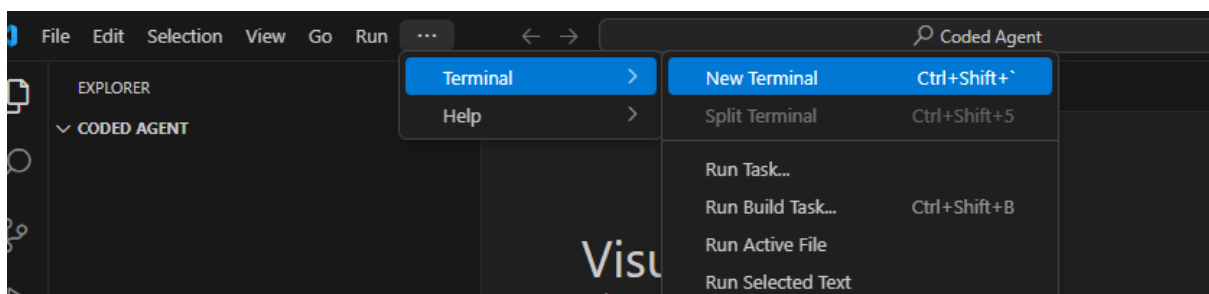 File Edit Selection View Go Run ··· ← → Coded Agent
EXPLORER
CODED AGENT
Terminal
Help
New Terminal Ctrl+Shift+`
Split Terminal Ctrl+Shift+5
Run Task...
Run Build Task... Ctrl+Shift+B
Run Active File
Run Selected Text
Visu